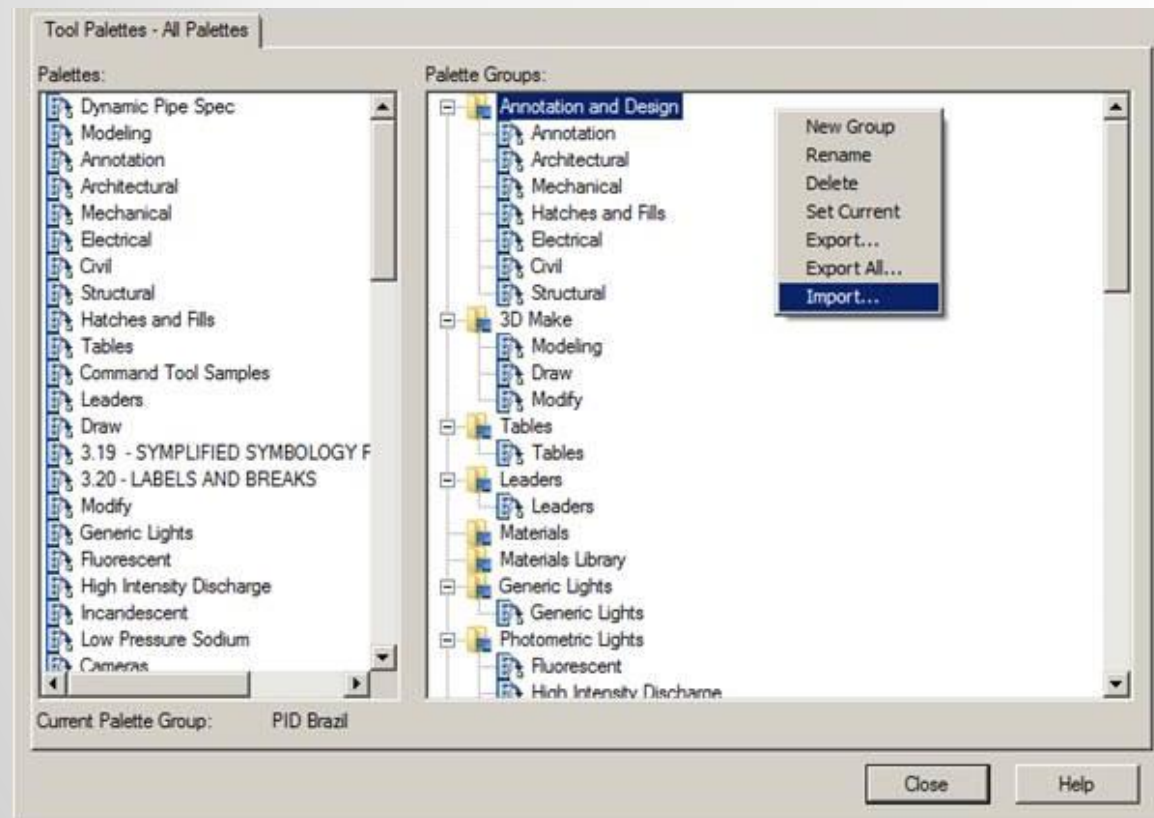 Tool Palettes - All Palettes
Palettes:
Dynamic Pipe Spec
Modeling
Annotation
Architectural
Mechanical
Electrical
Civil
Structural
Hatches and Fills
Tables
Command Tool Samples
Leaders
Draw
3.19 - SYMPLIFIED SYMBOLOGY F
3.20 - LABELS AND BREAKS
Modify
Generic Lights
Fluorescent
High Intensity Discharge
Incandescent
Low Pressure Sodium
Cameras
Palette Groups:
Annotation and Design
Annotation
Architectural
Mechanical
Hatches and Fills
Electrical
Civil
Structural
3D Make
Modeling
Draw
Modify
Tables
Tables
Leaders
Leaders
Materials
Materials Library
Generic Lights
Generic Lights
Photometric Lights
Fluorescent
High Intensity Discharge
New Group
Rename
Delete
Set Current
Export...
Export All...
Import...
Current Palette Group: PID Brazil
Close
Help